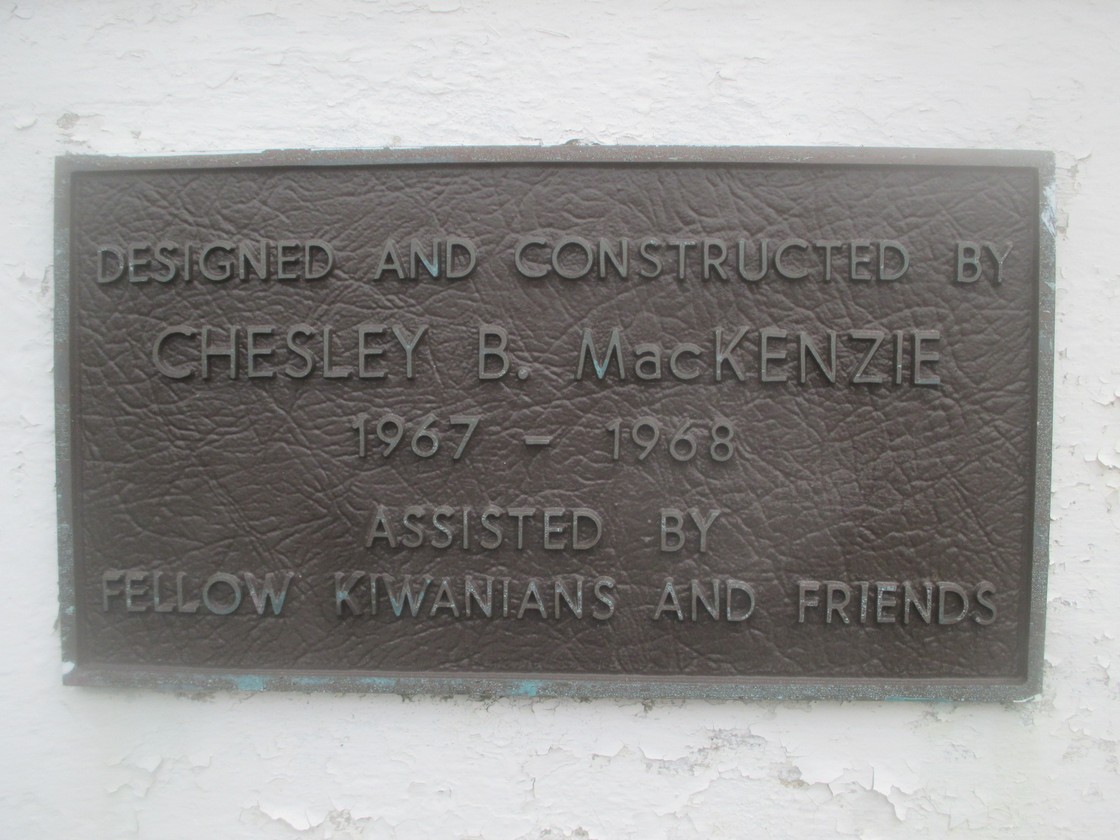 DESIGNED AND CONSTRUCTED BY
CHESLEY B. MacKENZIE
1967 - 1968
ASSISTED BY
FELLOW KIWANIANS AND FRIENDS